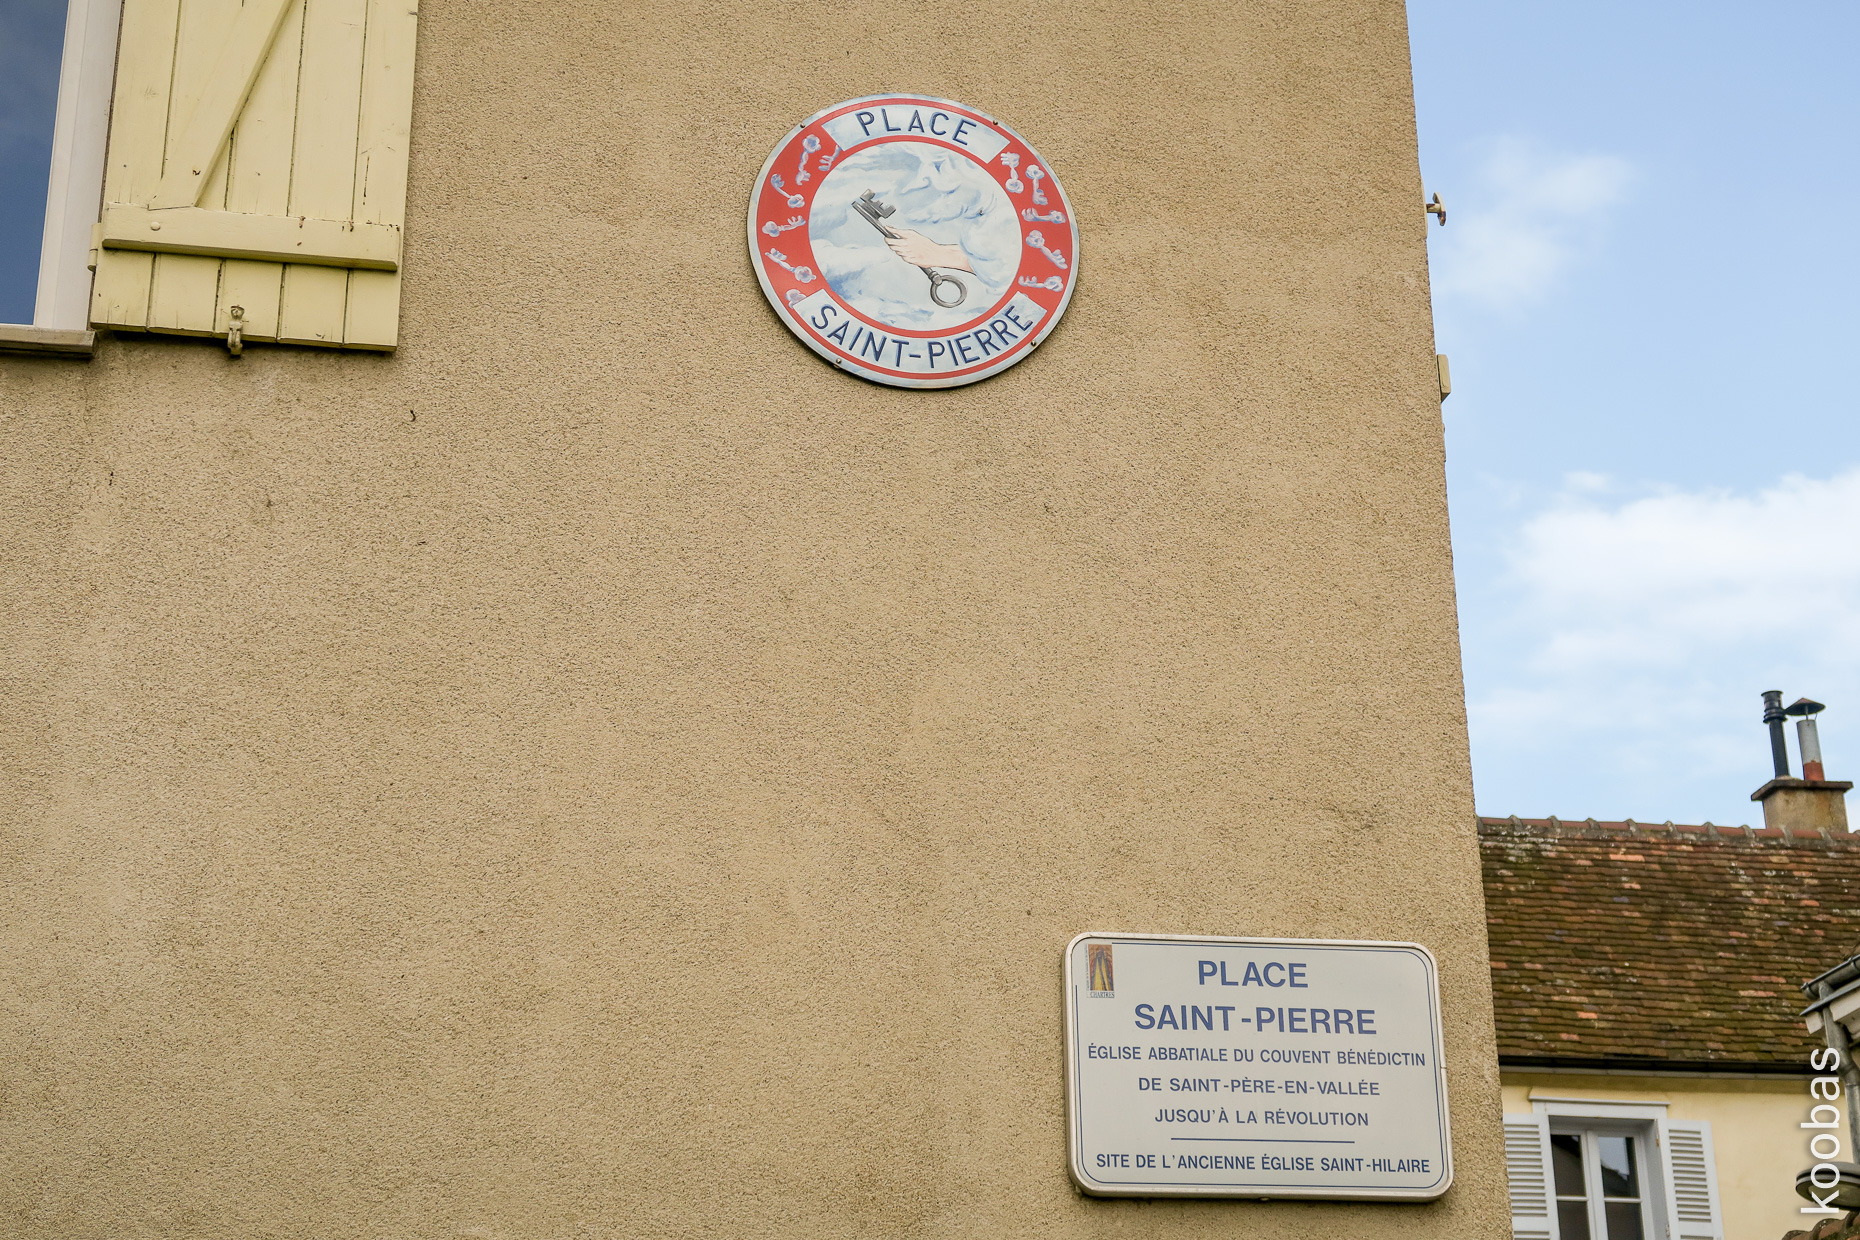 PLACE
SAINT-PIERRE
CHARTRES
PLACE
SAINT-PIERRE
ÉGLISE ABBATIALE DU COUVENT BÉNÉDICTIN
DE SAINT-PÈRE-EN-VALLÉE
JUSQU'À LA RÉVOLUTION
SITE DE L'ANCIENNE ÉGLISE SAINT-HILAIRE
koobas